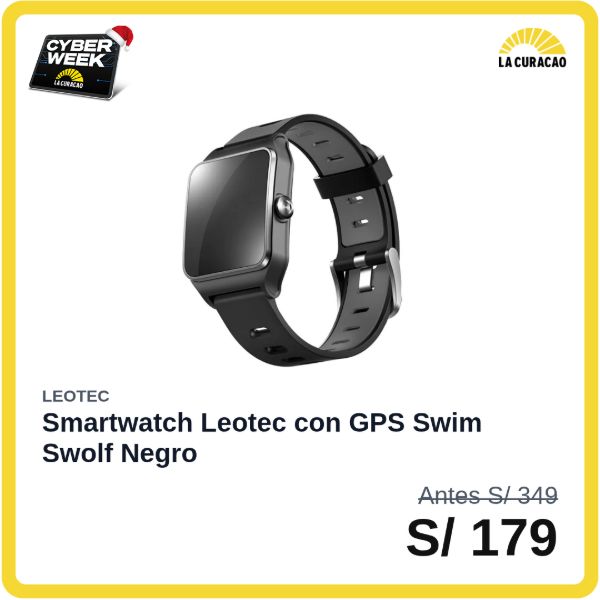 CYBER
WEEK
LA CURACAO
LA CURACAO
LEOTEC
Smartwatch Leotec con GPS Swim
Swolf Negro
Antes S/ 349
S/ 179